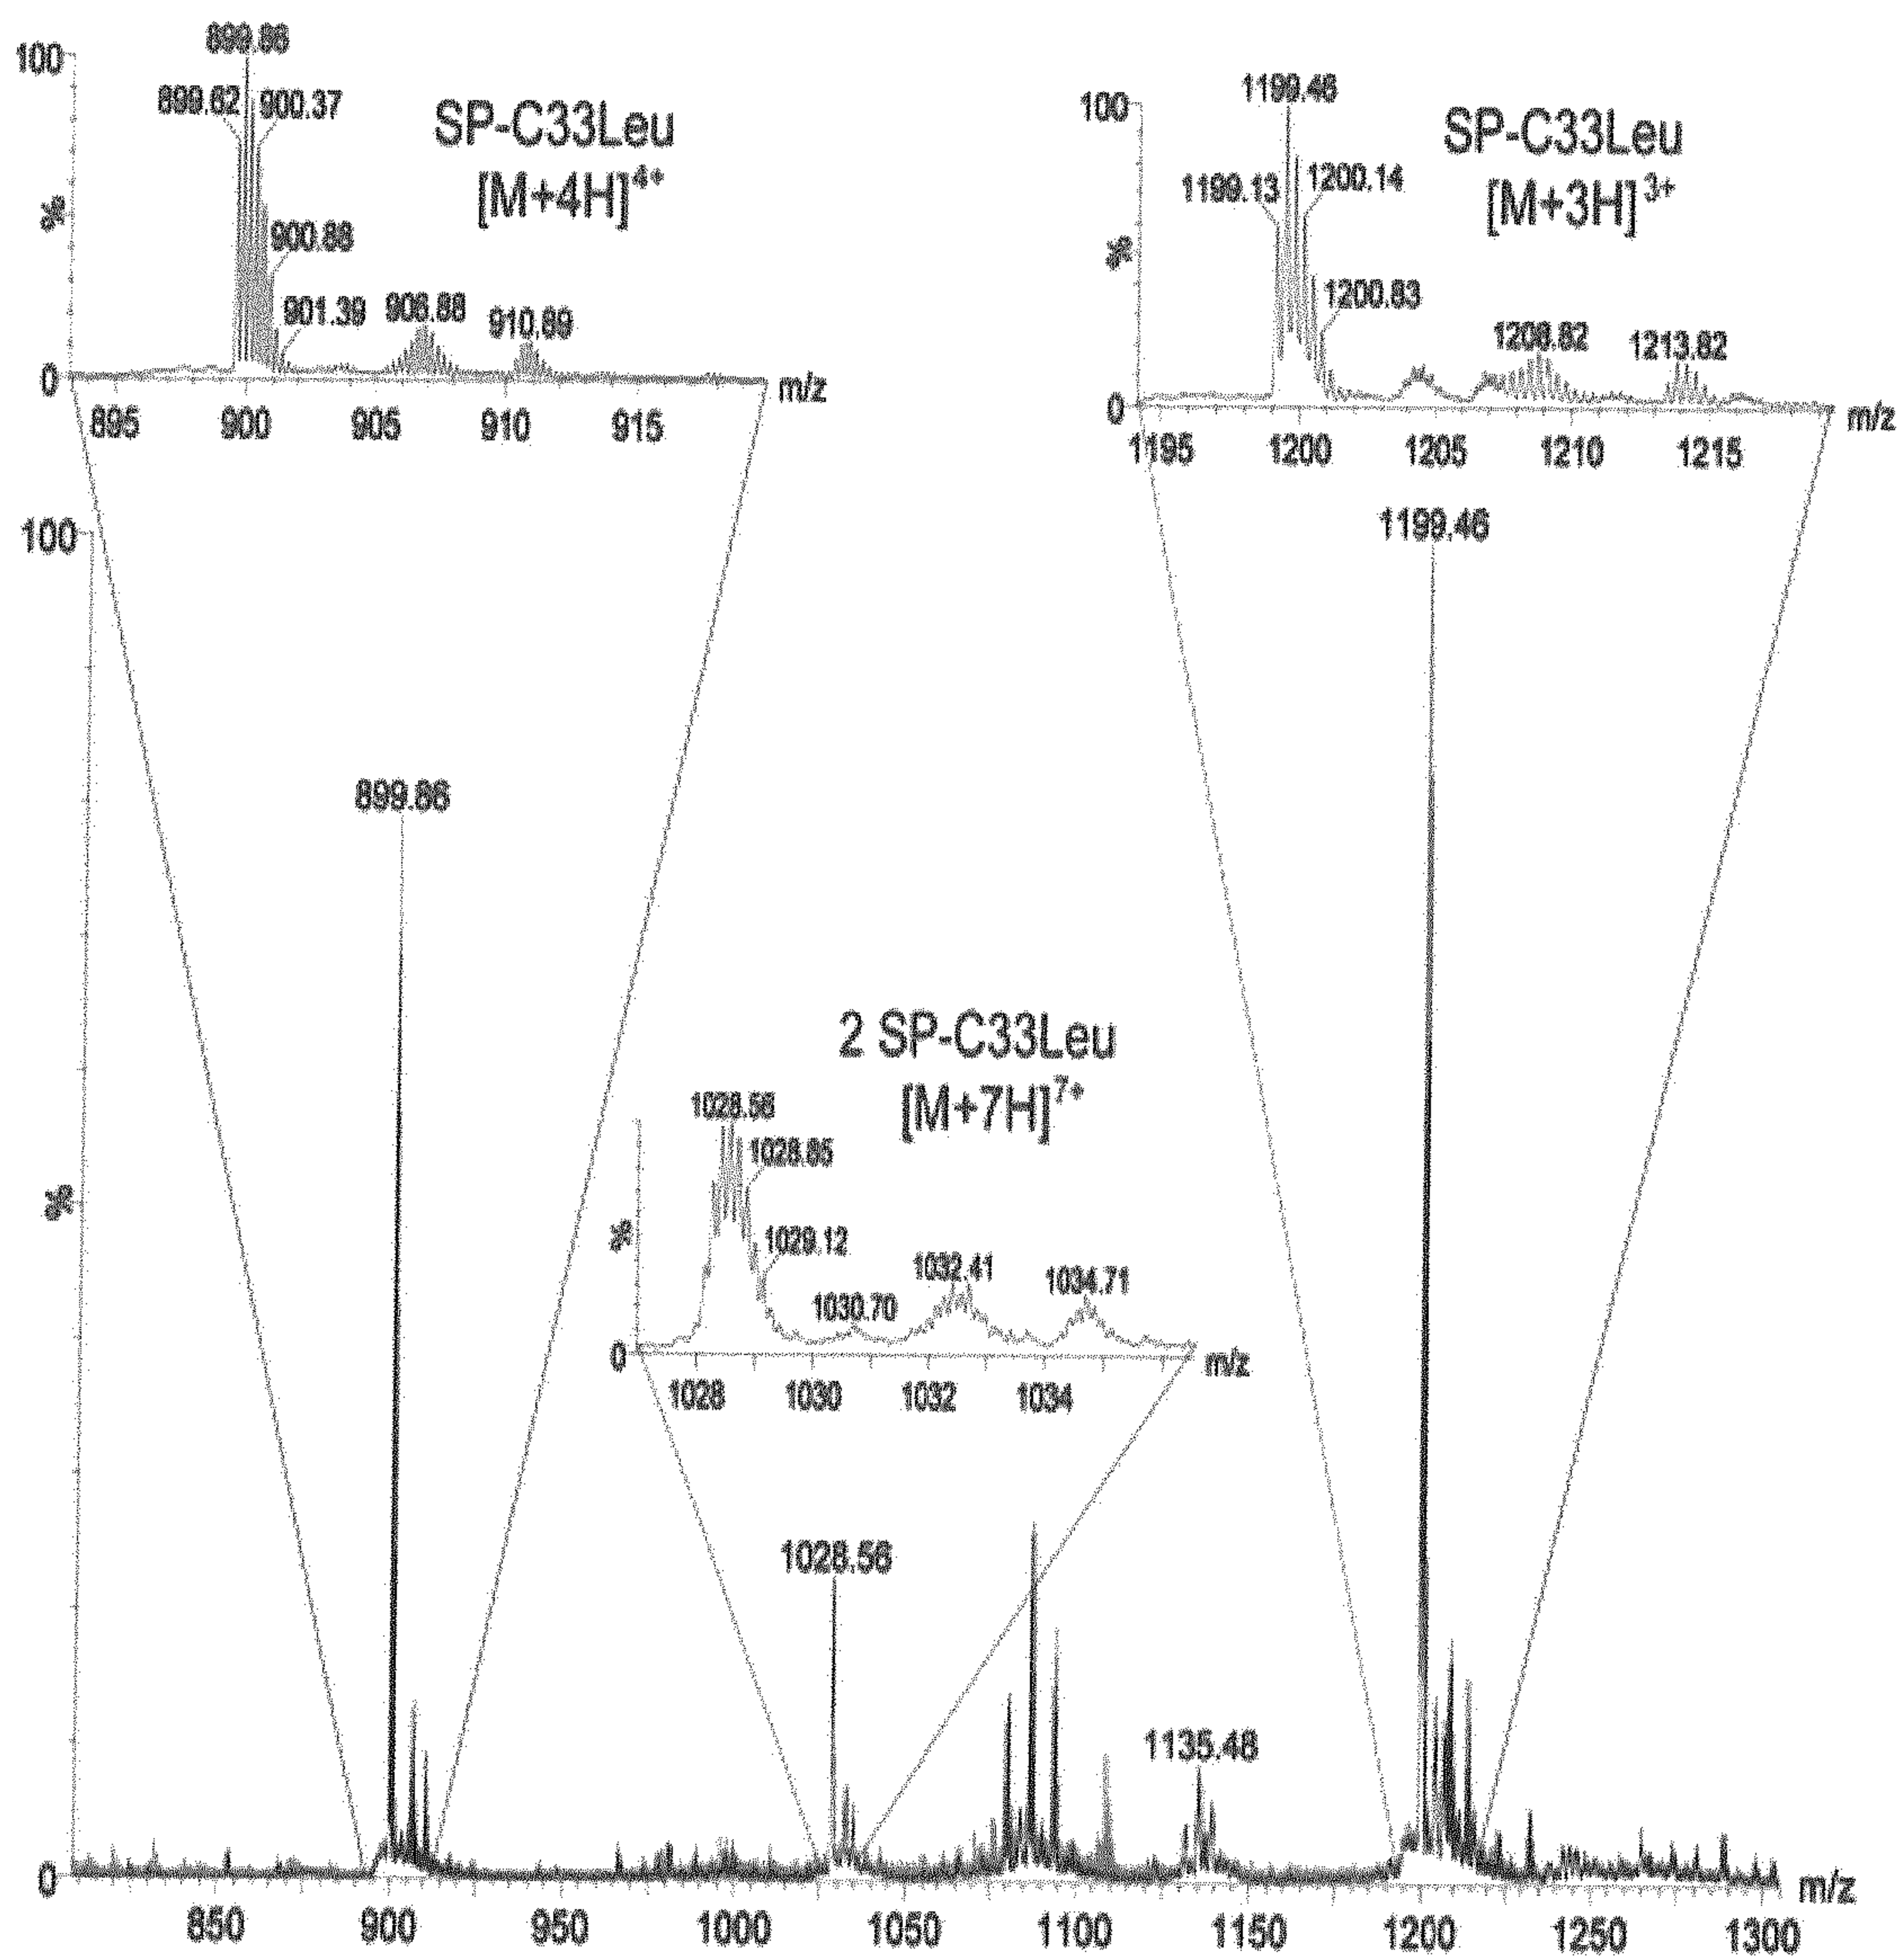 100
%
0
899.86
899.62
900.37
900.88
901.39
908.88
910.89
SP-C33Leu
[M+4H]4+
895 900 905 910 915
m/z
100
%
0
1199.46
1199.13
1200.14
1200.83
1208.82
1213.82
SP-C33Leu
[M+3H]3+
1195 1200 1205 1210 1215
m/z
100
%
0
899.86
1199.46
2 SP-C33Leu
[M+7H]7+
%
0
1028.56
1028.85
1029.12
1030.70
1032.41
1034.71
1028 1030 1032 1034
m/z
1028.56
1135.48
850 900 950 1000 1050 1100 1150 1200 1250 1300
m/z